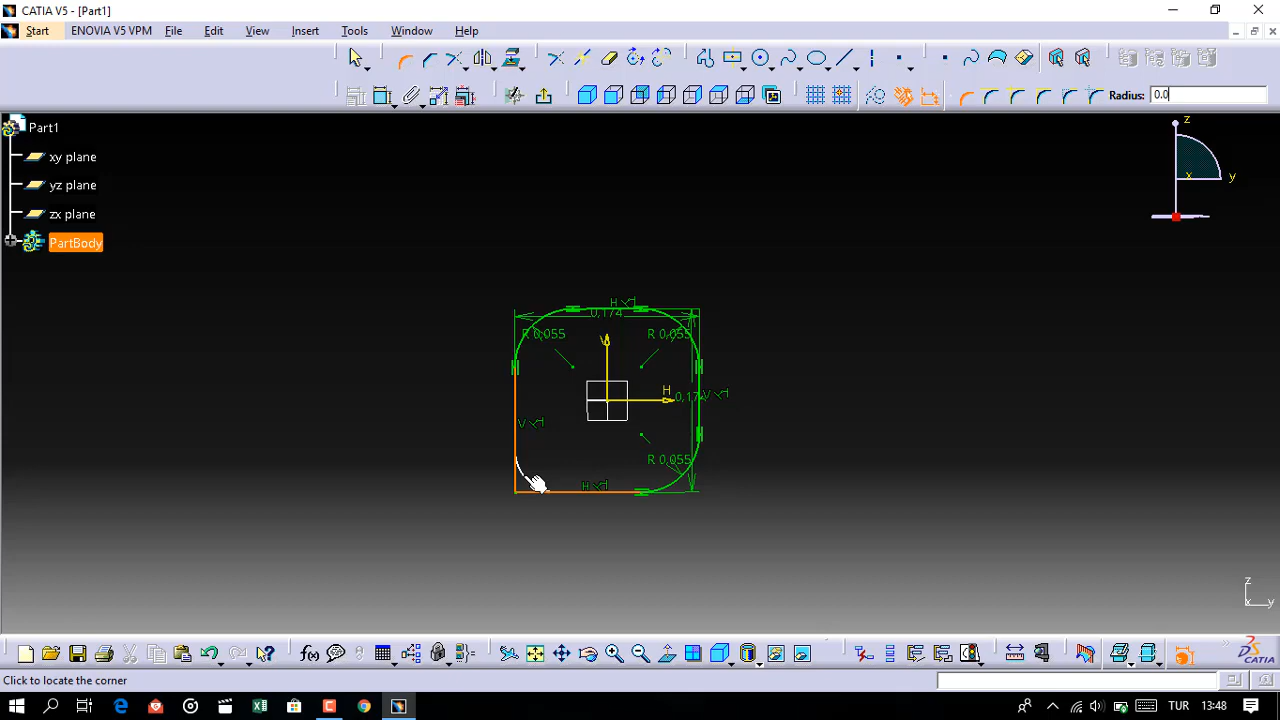 CATIA V5 - [Part1]
Start ENOVIA V5 VPM File Edit View Insert Tools Window Help
Radius: 0.0
Part1
xy plane
yz plane
zx plane
PartBody
z
x y
H
0,174
R 0,055 R 0,055
V
H
0,17 V
V
R 0,055
H
z
x y
f(x)
Click to locate the corner
TUR 13:48